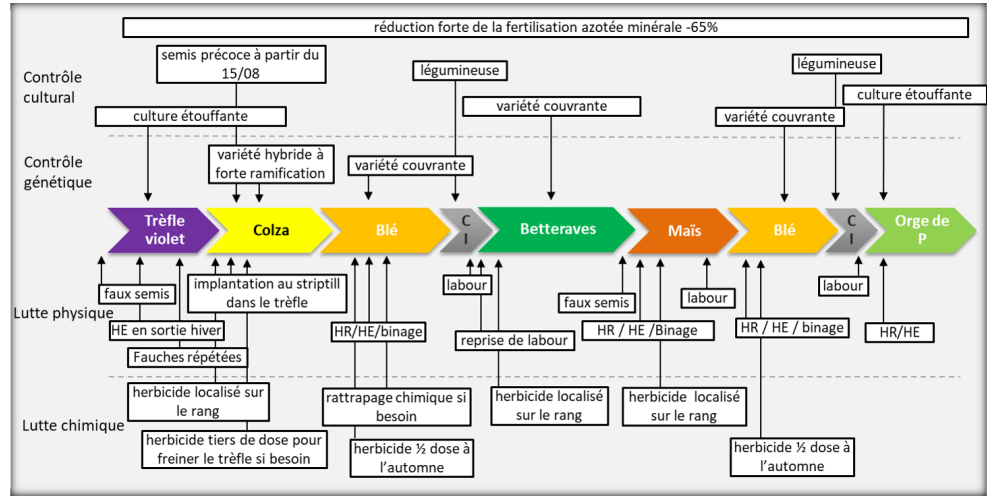 réduction forte de la fertilisation azotée minérale -65%
Contrôle
cultural
semis précoce à partir du
15/08
légumineuse
légumineuse
culture étouffante
variété couvrante
variété couvrante
culture étouffante
Contrôle
génétique
variété hybride à
forte ramification
variété couvrante
Trèfle
violet
Colza
Blé
C
I
Betteraves
Maïs
Blé
C
I
Orge de
P
Lutte physique
faux semis
HE en sortie hiver
Fauches répétées
implantation au striptill
dans le trèfle
HR/HE/binage
labour
reprise de labour
faux semis
HR / HE /Binage
labour
HR / HE / binage
labour
HR/HE
Lutte chimique
herbicide localisé sur
le rang
herbicide tiers de dose pour
freiner le trèfle si besoin
rattrapage chimique si
besoin
herbicide ½ dose à
l’automne
herbicide localisé
sur le rang
herbicide localisé
sur le rang
herbicide ½ dose à
l’automne